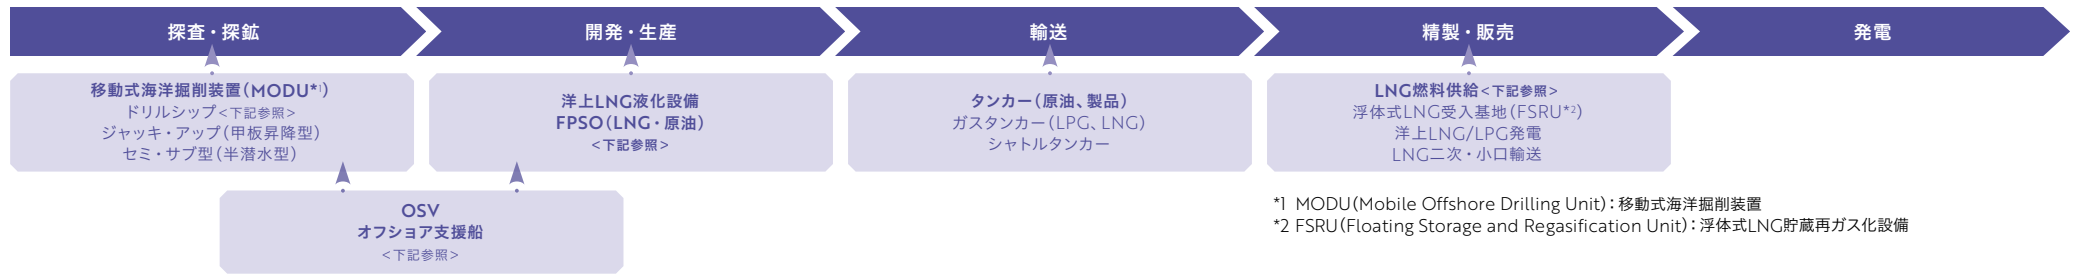 探査・探鉱
開発・生産
輸送
精製・販売
発電
移動式海洋掘削装置(MODU*1)
ドリルシップ<下記参照>
ジャッキ・アップ(甲板昇降型)
セミ・サブ型(半潜水型)
洋上LNG液化設備
FPSO(LNG・原油)
<下記参照>
タンカー(原油、製品)
ガスタンカー(LPG、LNG)
シャトルタンカー
LNG燃料供給<下記参照>
浮体式LNG受入基地(FSRU*2)
洋上LNG/LPG発電
LNG二次・小口輸送
OSV
オフショア支援船
<下記参照>
*1 MODU(Mobile Offshore Drilling Unit):移動式海洋掘削装置
*2 FSRU(Floating Storage and Regasification Unit):浮体式LNG貯蔵再ガス化設備